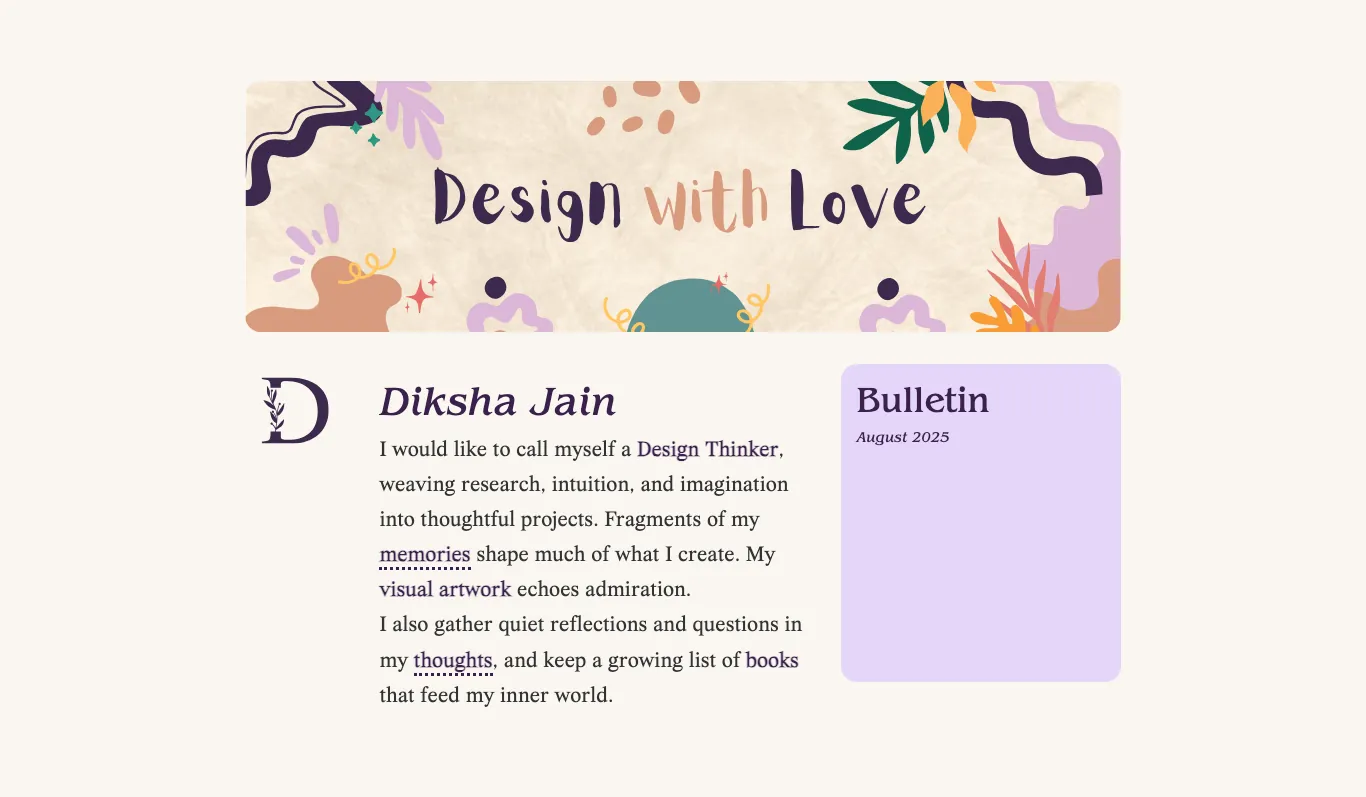 Design with Love
D
Diksha Jain
I would like to call myself a Design Thinker,
weaving research, intuition, and imagination
into thoughtful projects. Fragments of my
memories shape much of what I create. My
visual artwork echoes admiration.
I also gather quiet reflections and questions in
my thoughts, and keep a growing list of books
that feed my inner world.
Bulletin
August 2025